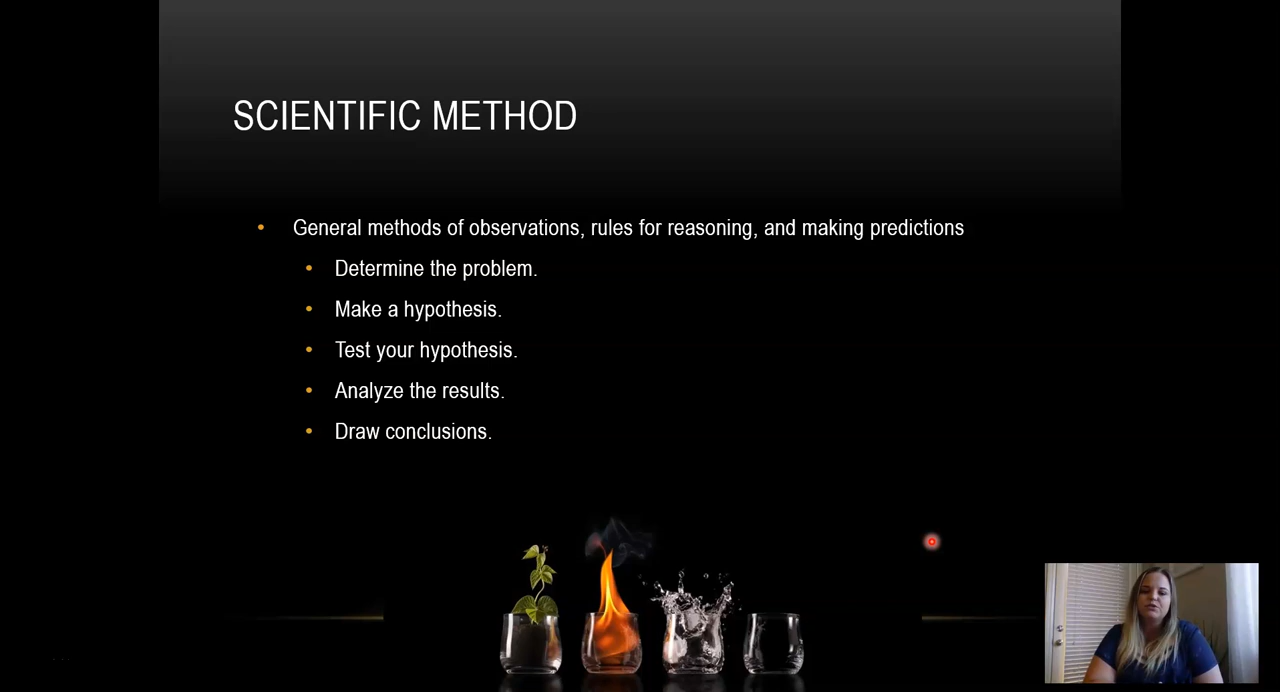 SCIENTIFIC METHOD
General methods of observations, rules for reasoning, and making predictions
Determine the problem.
Make a hypothesis.
Test your hypothesis.
Analyze the results.
Draw conclusions.